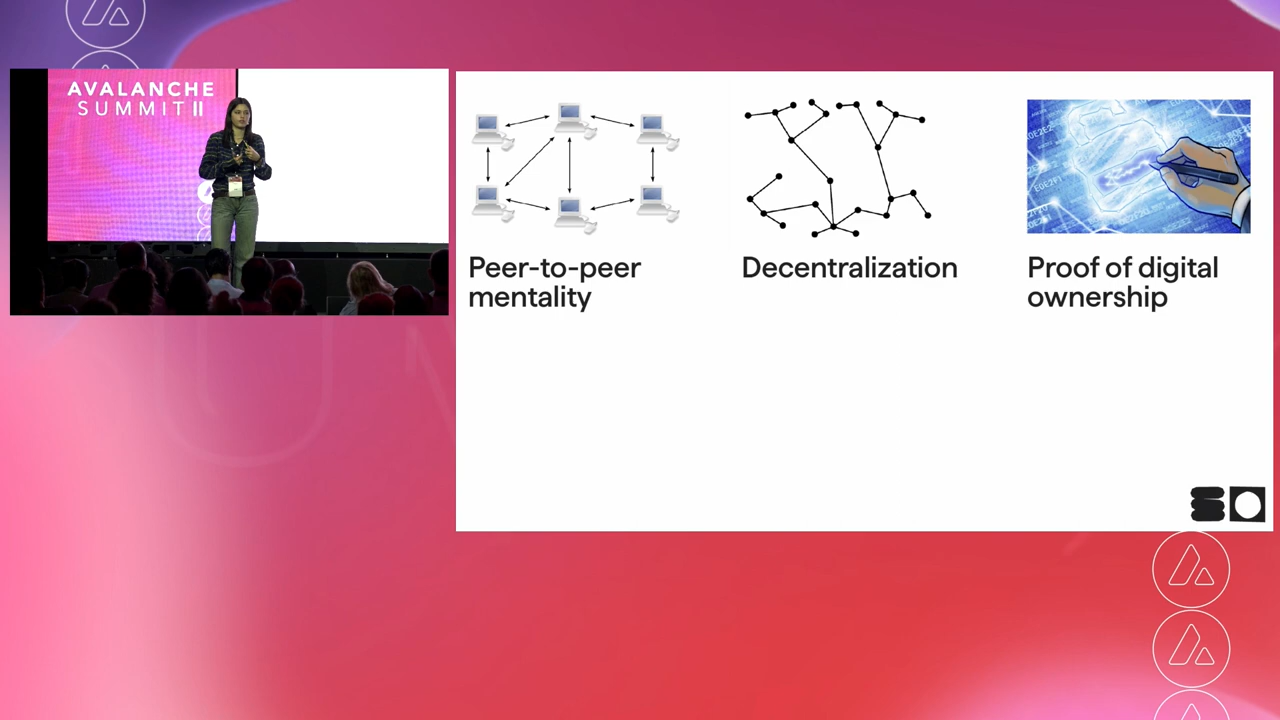 AVALANCHE
SUMMIT II
Peer-to-peer
mentality
Decentralization
Proof of digital
ownership